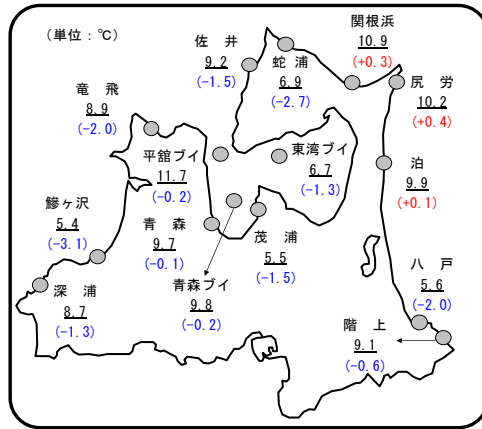 (単位：℃)
関根浜
10.9
(+0.3)
佐 井
9.2
(-1.5)
蛇 浦
6.9
(-2.7)
尻 労
10.2
(+0.4)
竜 飛
8.9
(-2.0)
平舘ブイ
11.7
(-0.2)
東湾ブイ
6.7
(-1.3)
泊
9.9
(+0.1)
鰺ヶ沢
5.4
(-3.1)
青 森
9.7
(-0.1)
茂 浦
5.5
(-1.5)
青森ブイ
9.8
(-0.2)
八 戸
5.6
(-2.0)
深 浦
8.7
(-1.3)
階 上
9.1
(-0.6)